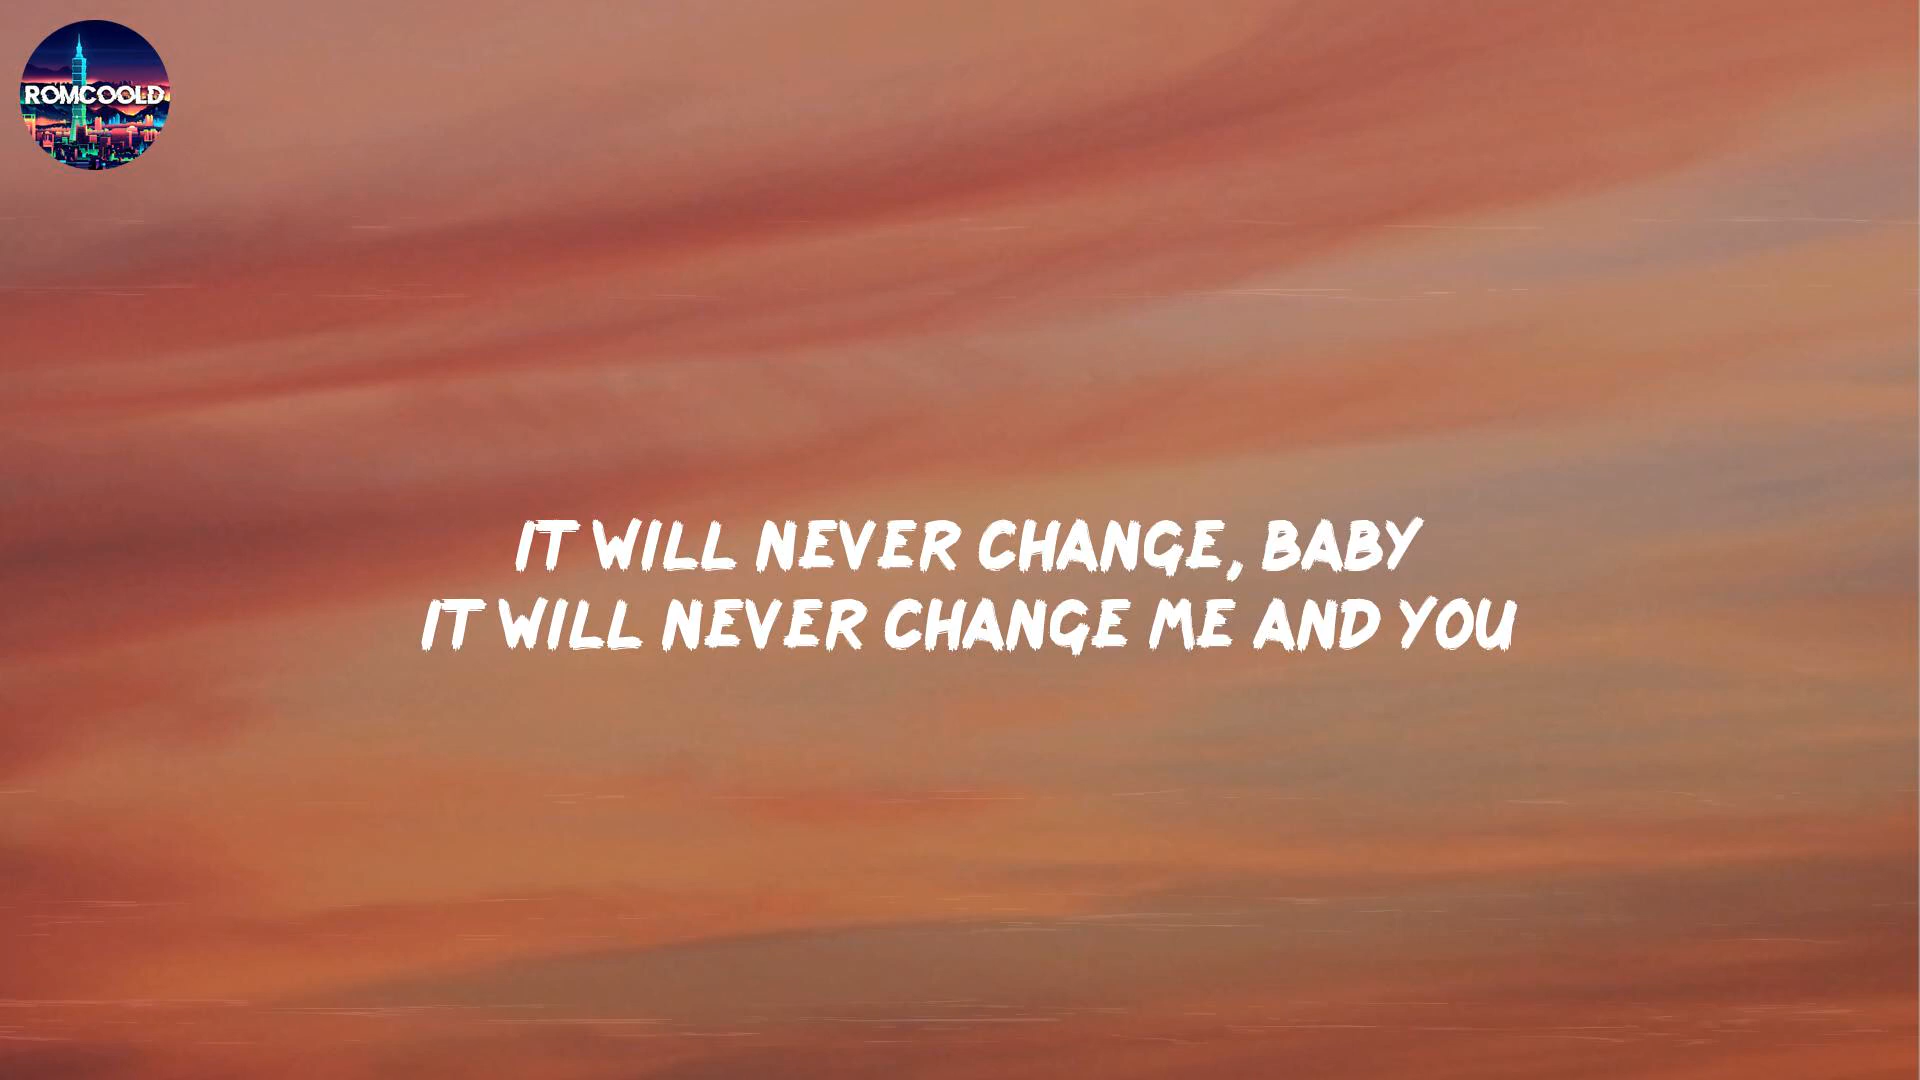 ROMCOOLD
IT WILL NEVER CHANGE, BABY
IT WILL NEVER CHANGE ME AND YOU